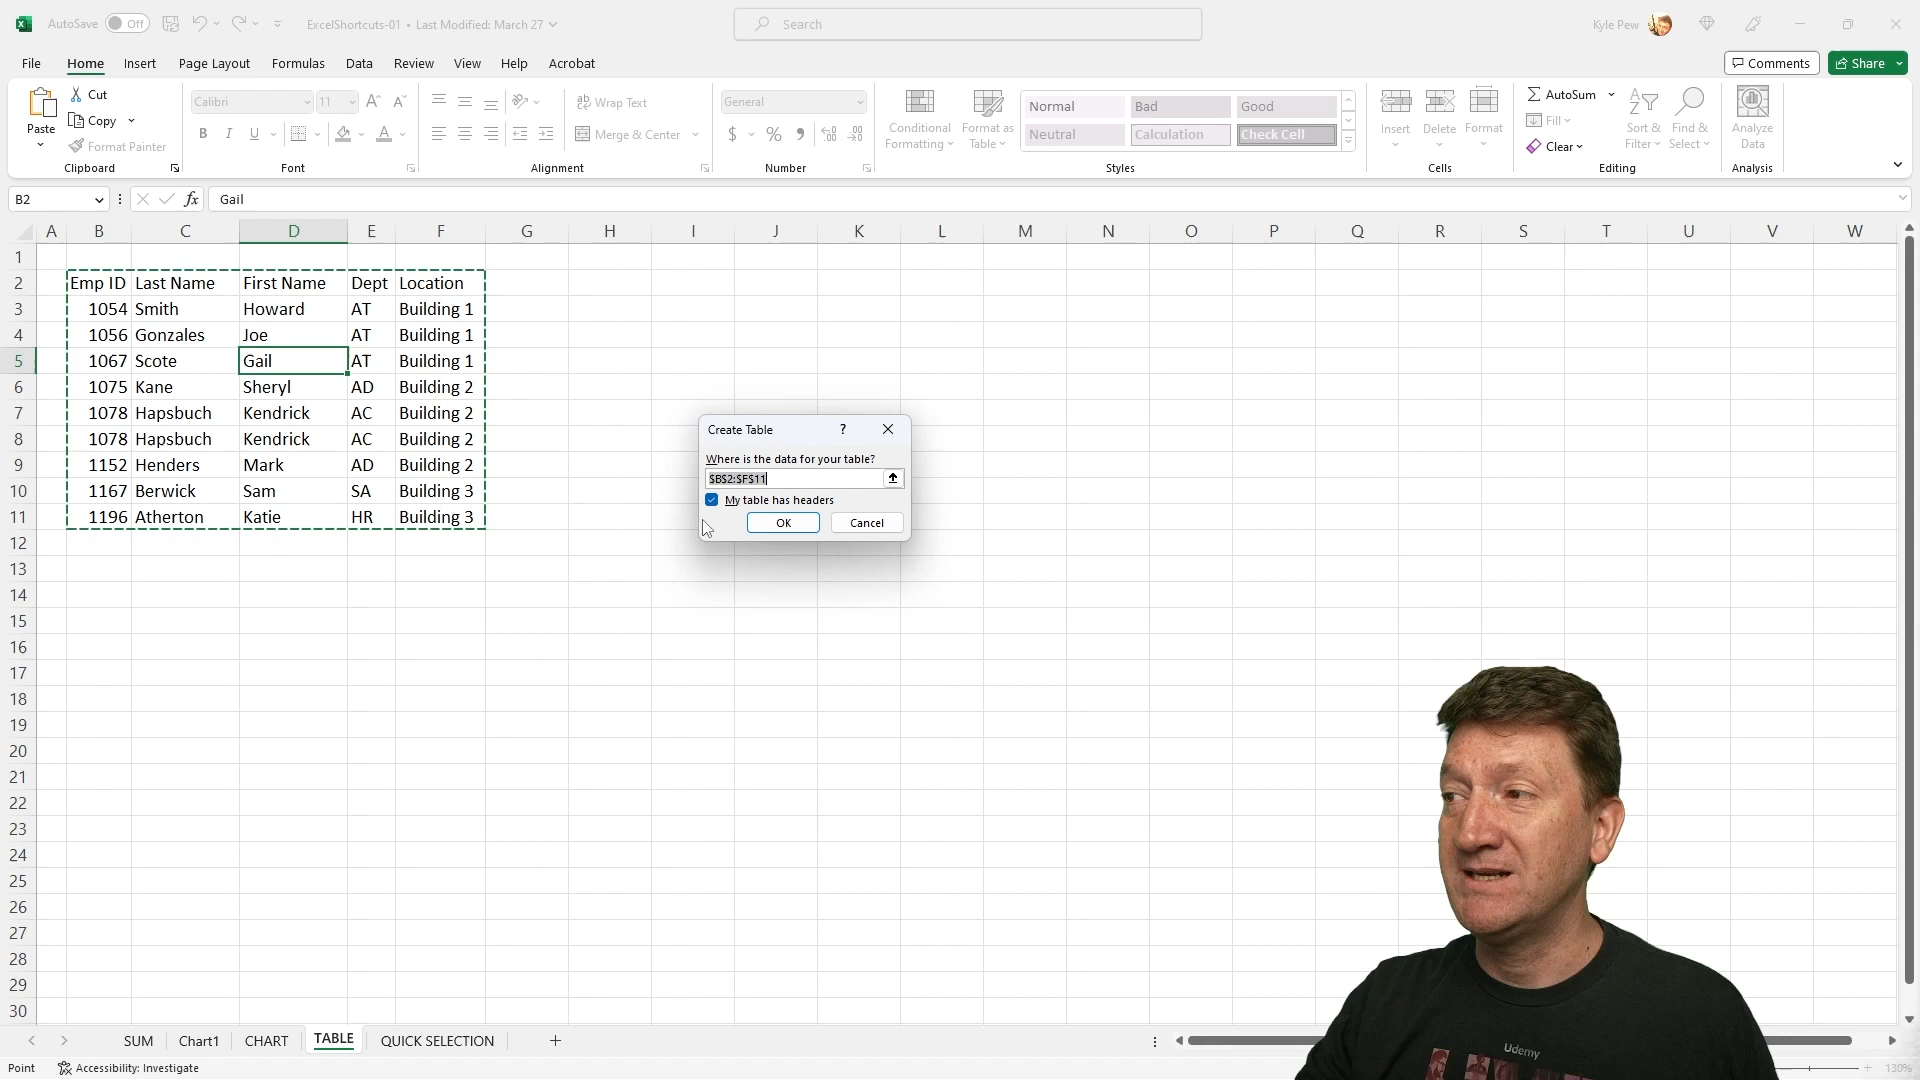 AutoSave Off ExcelShortcuts-01 • Last Modified: March 27 Search Kyle Pew
File Home Insert Page Layout Formulas Data Review View Help Acrobat Comments Share
Paste Cut Copy Format Painter Clipboard
Calibri 11 A A B I U A Font
ab Wrap Text Merge & Center Alignment
General $ % , Number
Conditional Formatting Format as Table Normal Bad Good Neutral Calculation Check Cell Styles
Insert Delete Format Cells
AutoSum Fill Clear Sort & Filter Find & Select Editing
Analyze Data Analysis
B2 fx Gail
A B C D E F G H I J K L M N O P Q R S T U V W
1
2 Emp ID Last Name First Name Dept Location
3 1054 Smith Howard AT Building 1
4 1056 Gonzales Joe AT Building 1
5 1067 Scote Gail AT Building 1
6 1075 Kane Sheryl AD Building 2
7 1078 Hapsbuch Kendrick AC Building 2
8 1078 Hapsbuch Kendrick AC Building 2
9 1152 Henders Mark AD Building 2
10 1167 Berwick Sam SA Building 3
11 1196 Atherton Katie HR Building 3
12
13
14
15
16
17
18
19
20
21
22
23
24
25
26
27
28
29
30
Create Table ?
Where is the data for your table?
$B$2:$F$11
My table has headers
OK Cancel
Udemy
SUM Chart1 CHART TABLE QUICK SELECTION
Point Accessibility: Investigate 130%